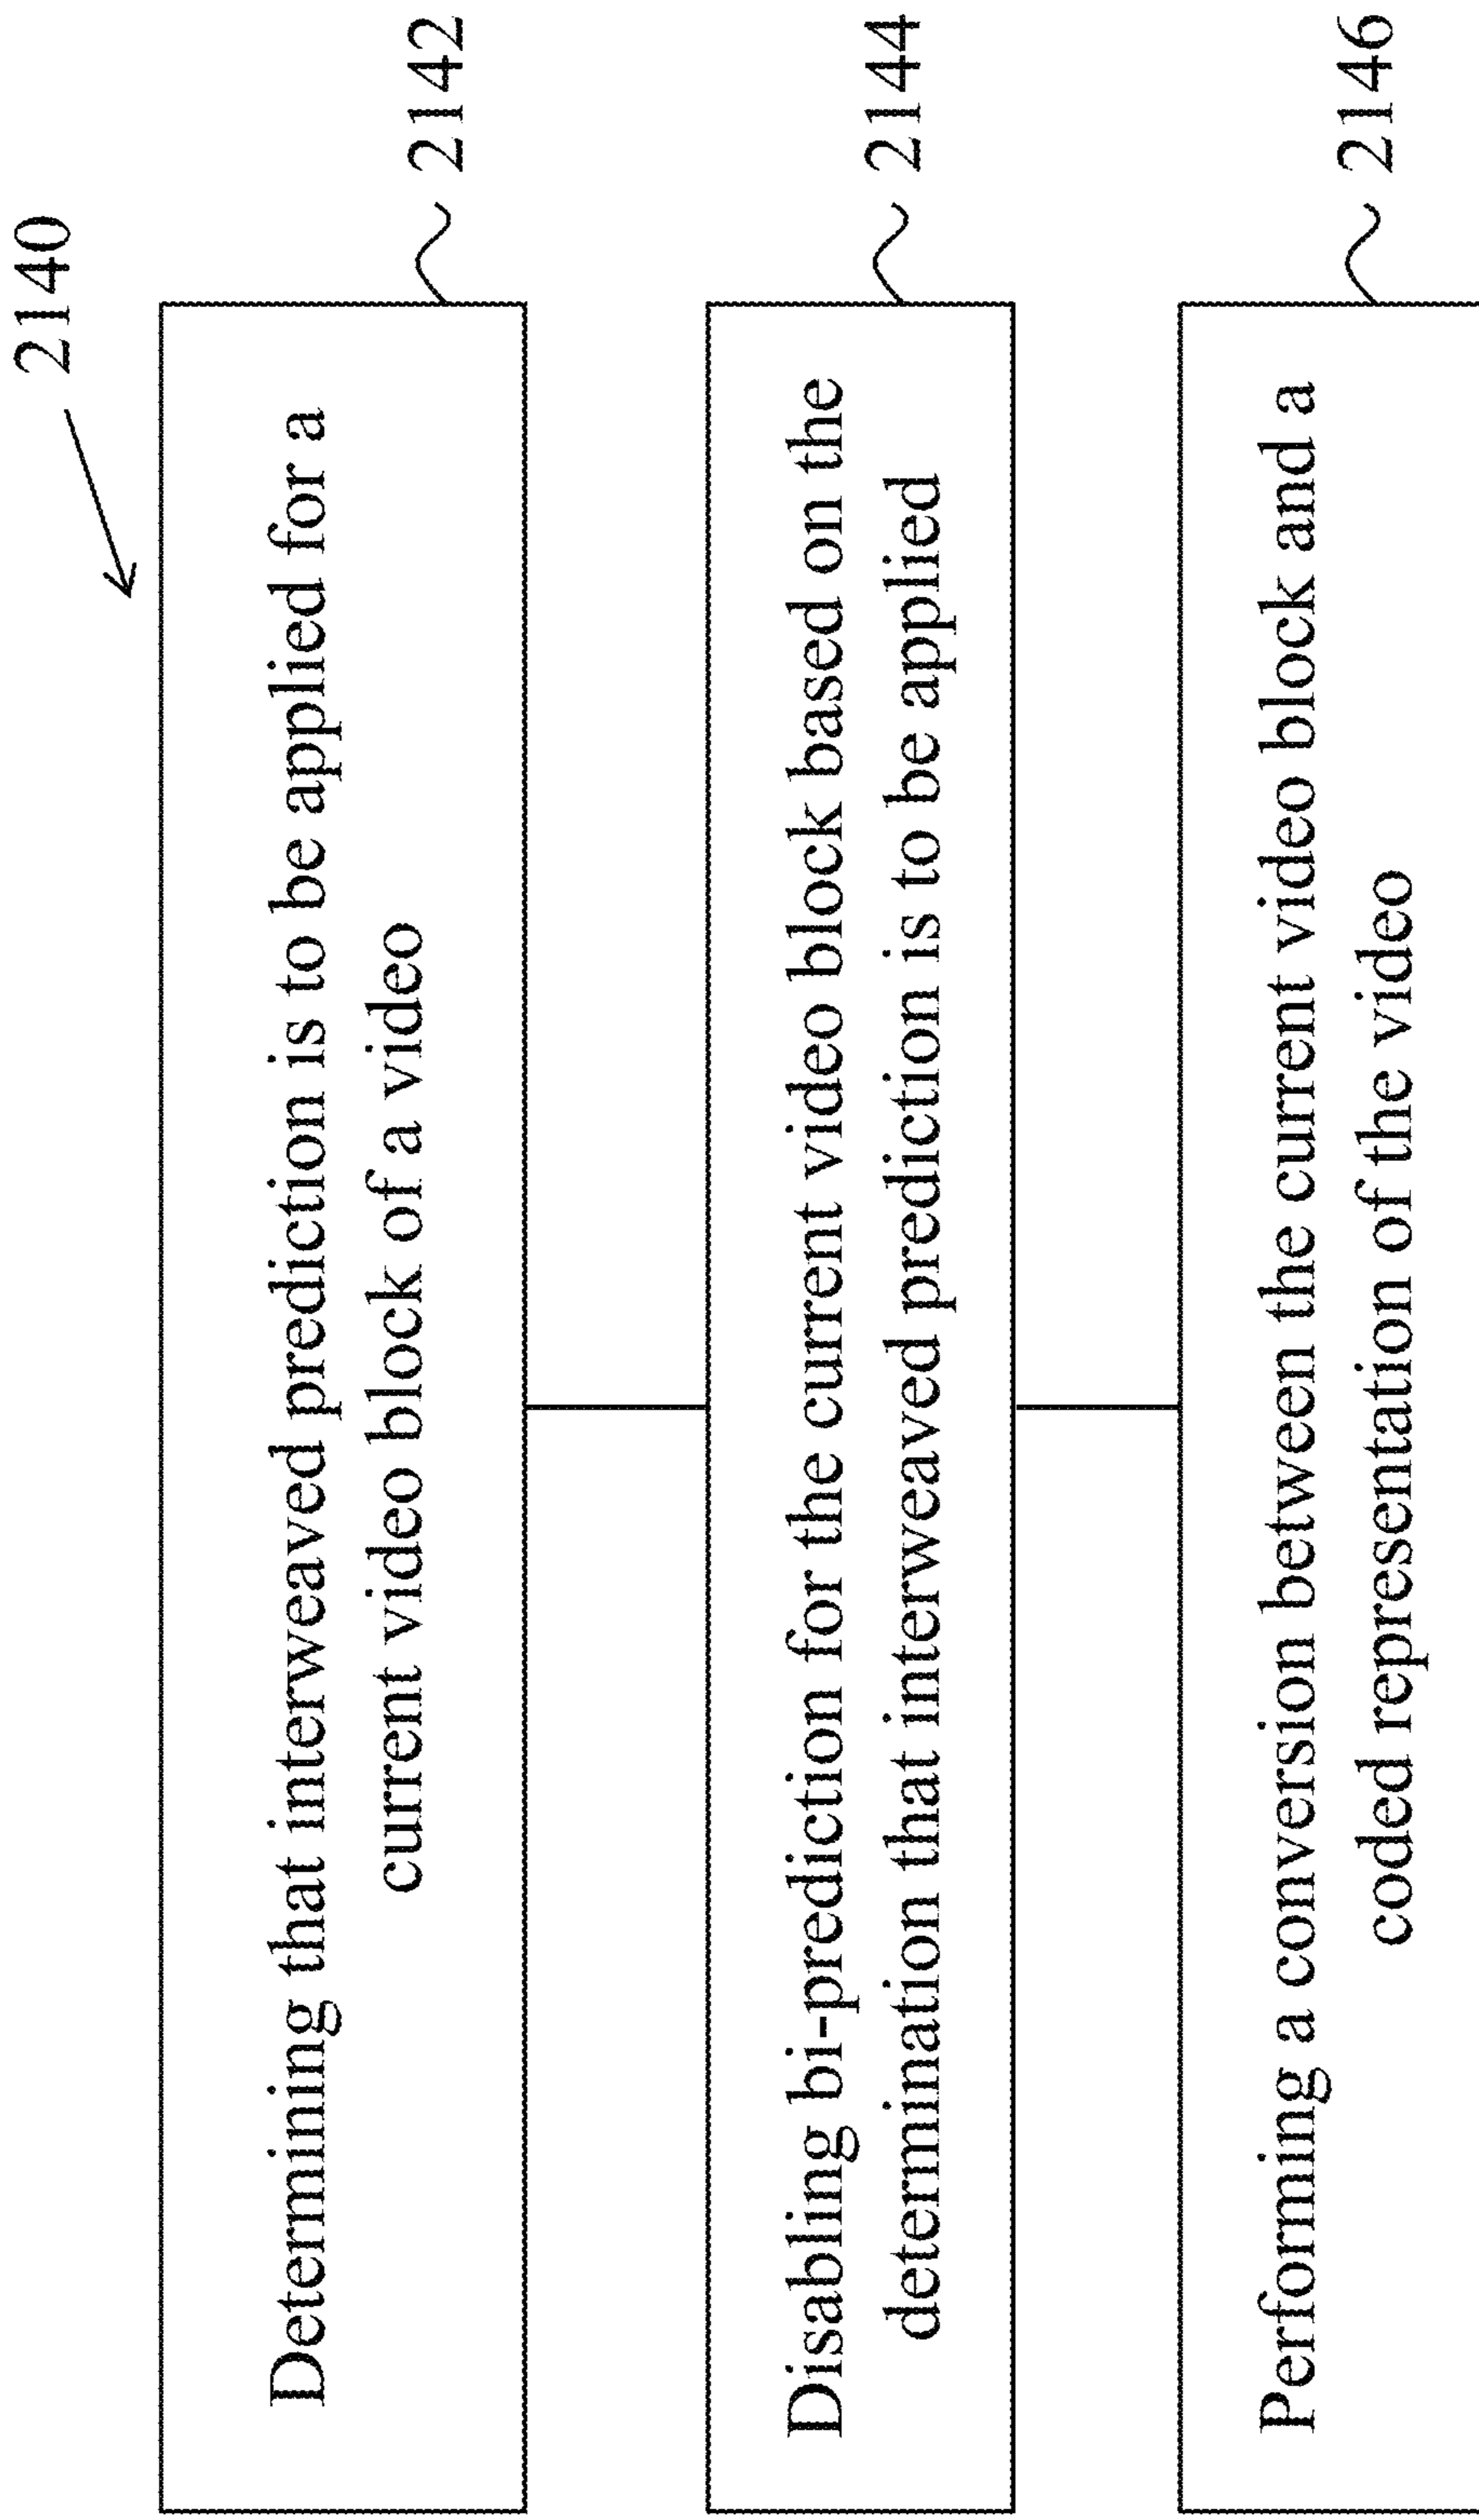 2140
Determining that interweaved prediction is to be applied for a
current video block of a video
2142
Disabling bi-prediction for the current video block based on the
determination that interweaved prediction is to be applied
2144
Performing a conversion between the current video block and a
coded representation of the video
2146